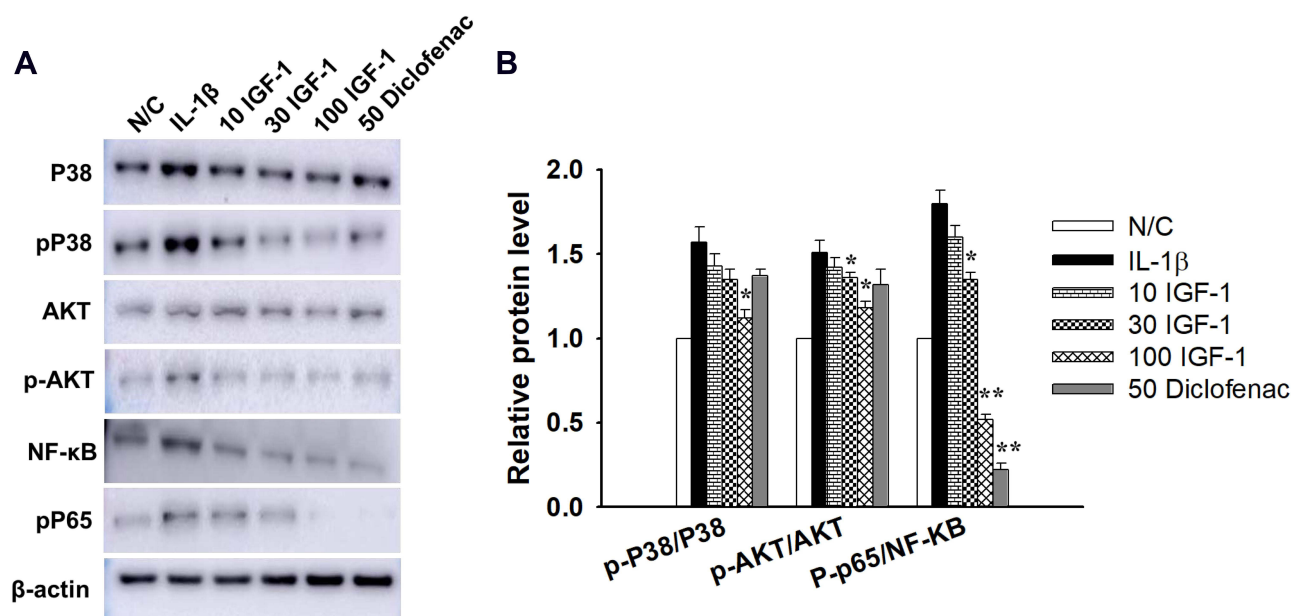 A
N/C
IL-1β
10 IGF-1
30 IGF-1
100 IGF-1
50 Diclofenac
P38
pP38
AKT
p-AKT
NF-κB
pP65
β-actin
B
Relative protein level
2.0
1.5
1.0
0.5
0.0
*
*
*
*
**
**
p-P38/P38
p-AKT/AKT
P-p65/NF-KB
N/C
IL-1β
10 IGF-1
30 IGF-1
100 IGF-1
50 Diclofenac